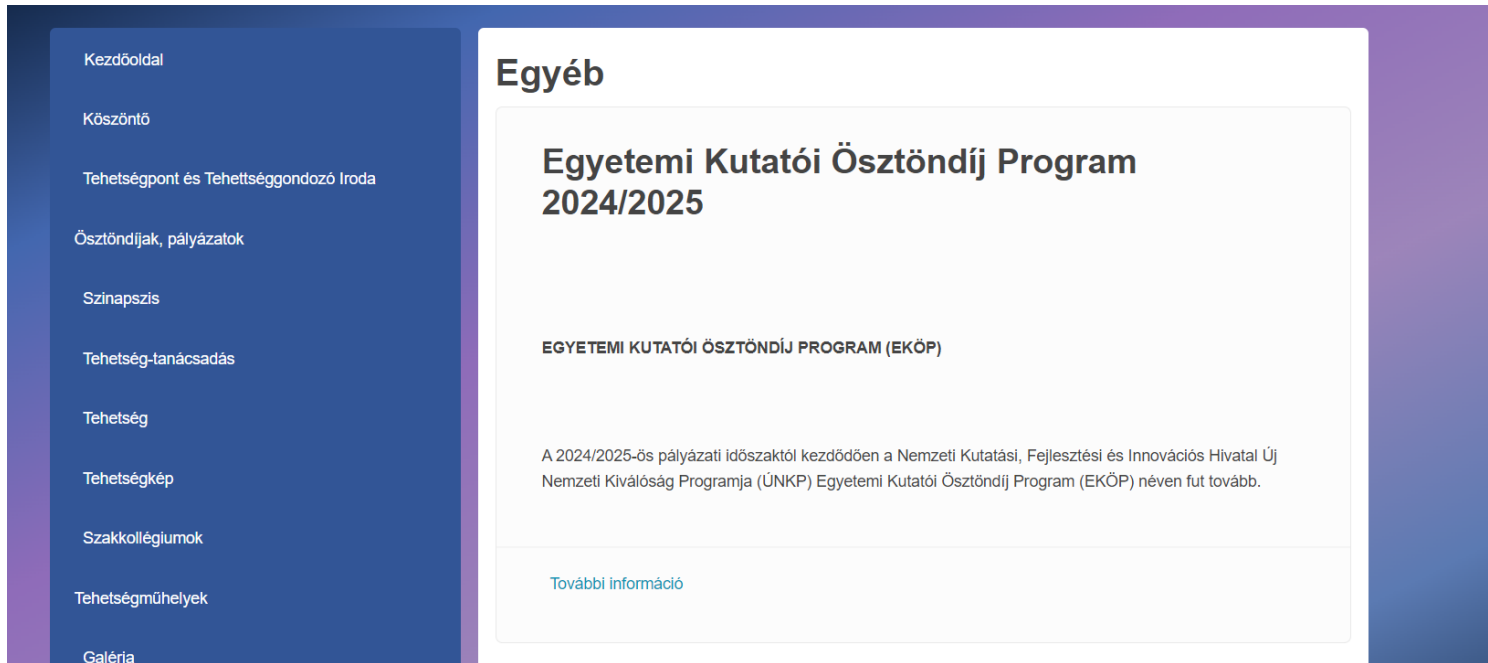 Kezdőoldal
Köszöntő
Tehetségpont és Tehettséggondozó Iroda
Ösztöndíjak, pályázatok
Szinapszis
Tehetség-tanácsadás
Tehetség
Tehetségkép
Szakkollégiumok
Tehetségműhelyek
Galéria
Egyéb
Egyetemi Kutatói Ösztöndíj Program
2024/2025
EGYETEMI KUTATÓI ÖSZTÖNDÍJ PROGRAM (EKÖP)
A 2024/2025-ös pályázati időszaktól kezdődően a Nemzeti Kutatási, Fejlesztési és Innovációs Hivatal Új
Nemzeti Kiválóság Programja (ÚNKP) Egyetemi Kutatói Ösztöndíj Program (EKÖP) néven fut tovább.
További információ